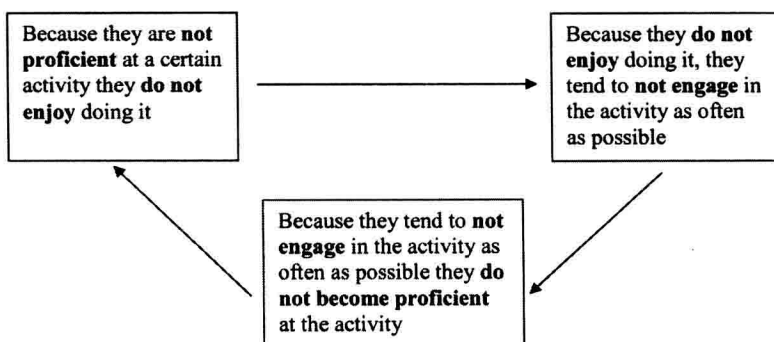 Because they are not
proficient at a certain
activity they do not
enjoy doing it
Because they do not
enjoy doing it, they
tend to not engage in
the activity as often
as possible
Because they tend to not
engage in the activity as
often as possible they do
not become proficient
at the activity